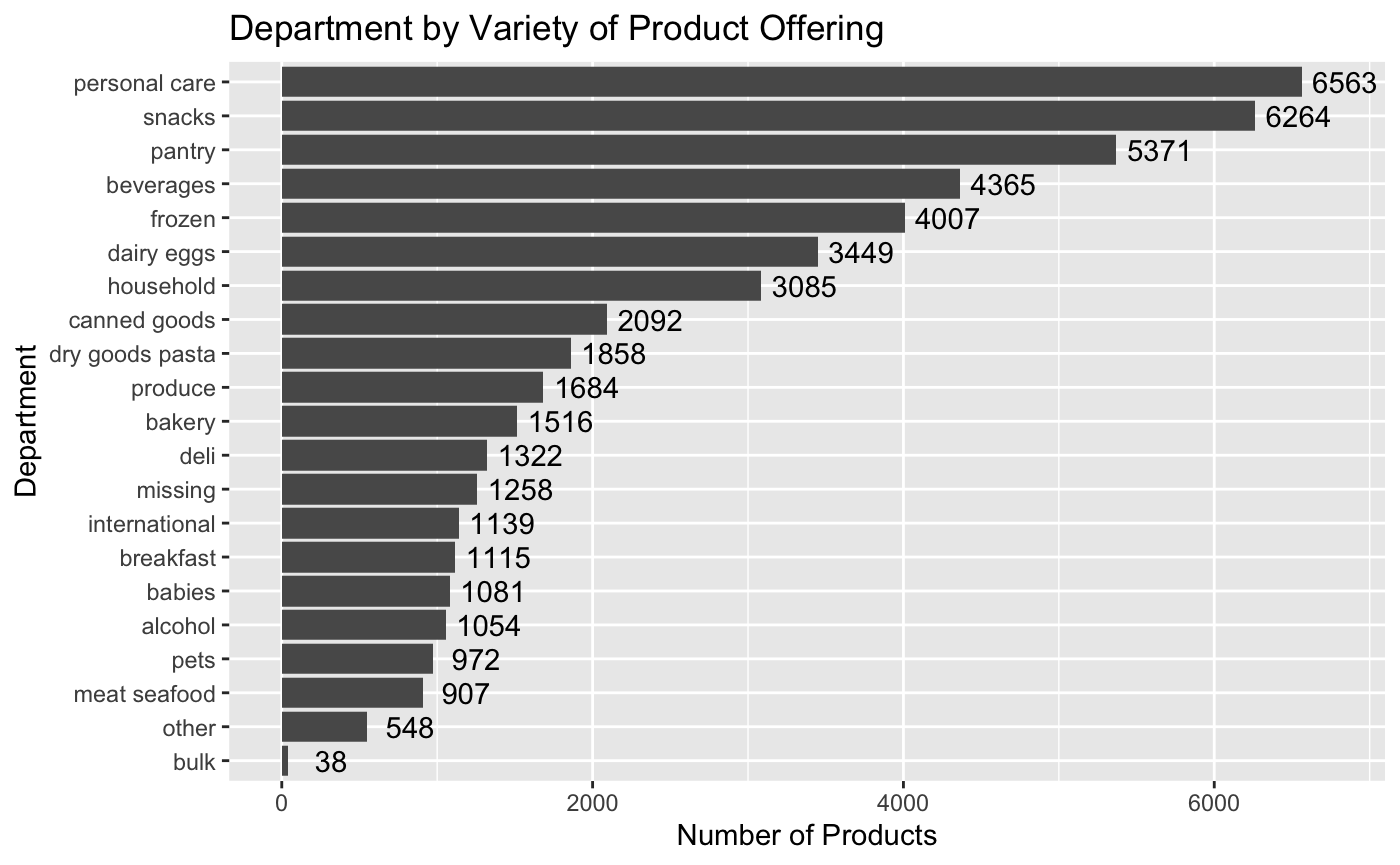 Department by Variety of Product Offering
personal care 6563
snacks 6264
pantry 5371
beverages 4365
frozen 4007
dairy eggs 3449
household 3085
canned goods 2092
dry goods pasta 1858
produce 1684
bakery 1516
deli 1322
missing 1258
international 1139
breakfast 1115
babies 1081
alcohol 1054
pets 972
meat seafood 907
other 548
bulk 38
Department
0 2000 4000 6000
Number of Products